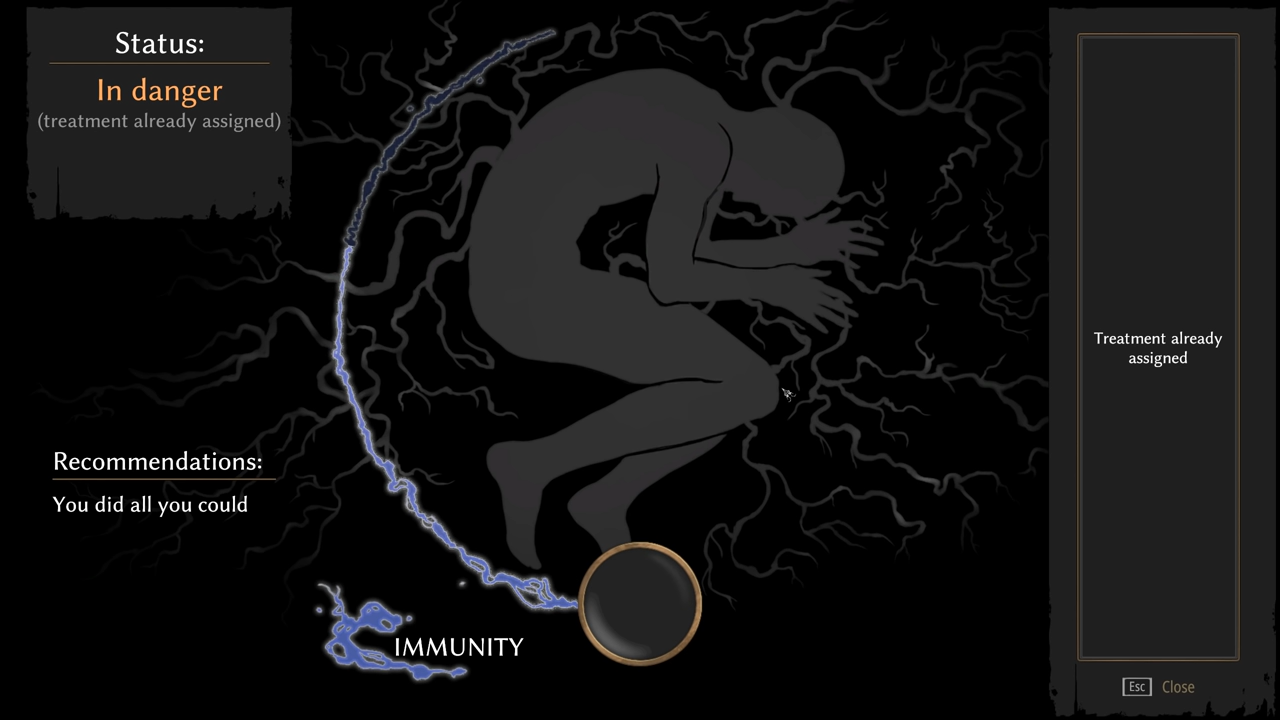 Status:
In danger
(treatment already assigned)
Recommendations:
You did all you could
IMMUNITY
Treatment already
assigned
Esc Close